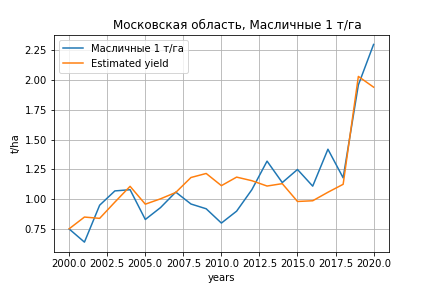 Московская область, Масличные 1 т/га
Масличные 1 т/га
Estimated yield
2.25
2.00
1.75
1.50
1.25
1.00
0.75
t/ha
2000.0 2002.5 2005.0 2007.5 2010.0 2012.5 2015.0 2017.5 2020.0
years